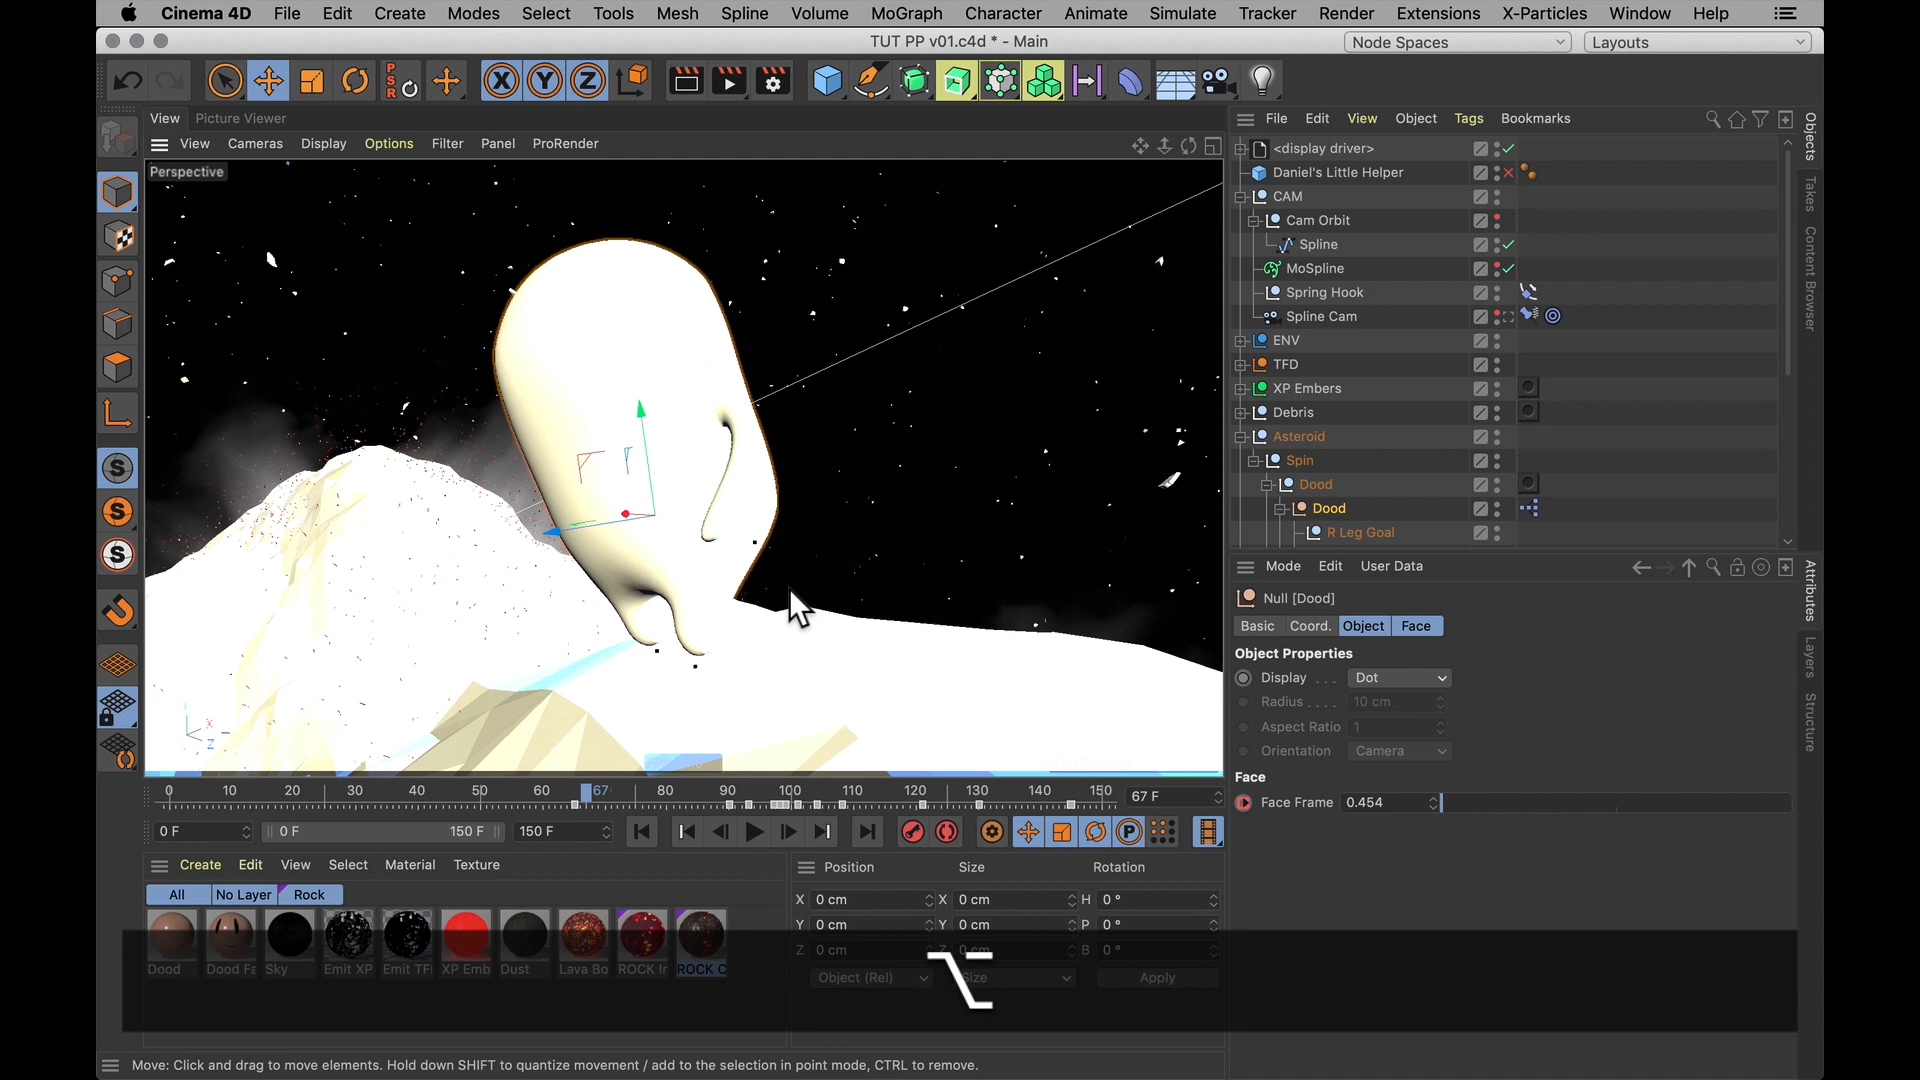 Cinema 4D File Edit Create Modes Select Tools Mesh Spline Volume MoGraph Character Animate Simulate Tracker Render Extensions X-Particles Window Help
TUT PP v01.c4d * - Main
Node Spaces
Layouts
PSR
X Y Z
View Picture Viewer
View Cameras Display Options Filter Panel ProRender
Perspective
File Edit View Object Tags Bookmarks
<display driver>
Daniel's Little Helper
CAM
Cam Orbit
Spline
MoSpline
Spring Hook
Spline Cam
ENV
TFD
XP Embers
Debris
Asteroid
Spin
Dood
Dood
R Leg Goal
Objects
Takes
Content Browser
Mode Edit User Data
Null [Dood]
Basic Coord. Object Face
Object Properties
Display . . . Dot
Radius . . . . 10 cm
Aspect Ratio 1
Orientation Camera
Face
Face Frame 0.454
Attributes
Layers
Structure
S
S
S
X
Y
Z
0 10 20 30 40 50 60 67 80 90 100 110 120 130 140 150
67 F
0 F 0 F 150 F 150 F
P
Create Edit View Select Material Texture
All No Layer Rock
Dood Dood Fa Sky Emit XP Emit TFI XP Emb Dust Lava Bo ROCK Ir ROCK C
Position Size Rotation
X 0 cm X 0 cm H 0 °
Y 0 cm Y 0 cm P 0 °
Z 0 cm Z 0 cm B 0 °
Object (Rel) Size Apply
⌥
Move: Click and drag to move elements. Hold down SHIFT to quantize movement / add to the selection in point mode, CTRL to remove.